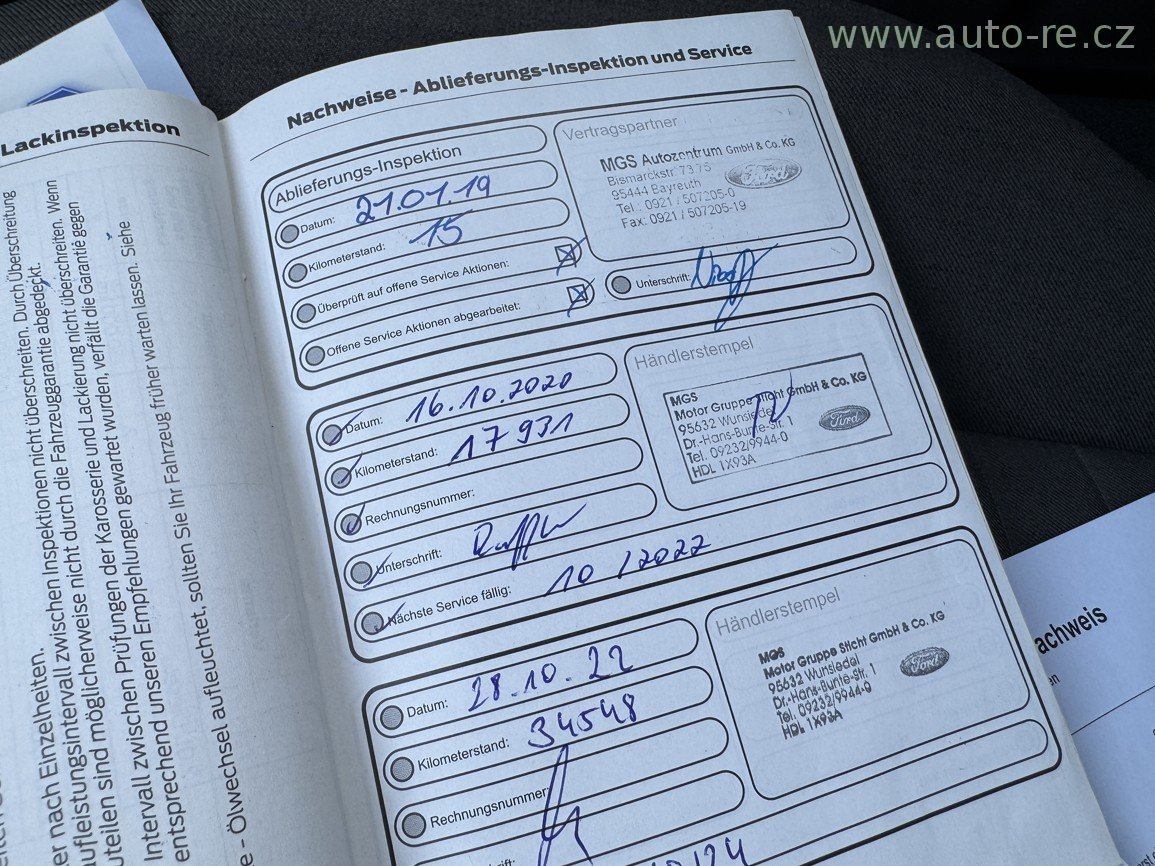 www.auto-re.cz
Lackinspektion
Nachweise - Ablieferungs-Inspektion und Service
Ablieferungs-Inspektion
Datum: 21.01.19
Kilometerstand: 15
Überprüft auf offene Service Aktionen:
Offene Service Aktionen abgearbeitet:
Vertragspartner
MGS Autozentrum GmbH & Co. KG
Bismarckstr. 73 75
95444 Bayreuth
Tel.: 0921 / 507205-0
Fax: 0921 / 507205-19
Ford
Unterschrift:
Datum: 16.10.2020
Kilometerstand: 17 931
Rechnungsnummer:
Unterschrift:
Nächste Service fällig: 10 / 2022
Händlerstempel
MGS
Motor Gruppe Sticht GmbH & Co. KG
95632 Wunsiedel
Dr.-Hans-Bunte-Str. 1
Tel. 09232/9944-0
HDL 1X93A
Ford
Datum: 28.10.22
Kilometerstand: 34548
Rechnungsnummer:
Händlerstempel
MGS
Motor Gruppe Sticht GmbH & Co. KG
95632 Wunsiedel
Dr.-Hans-Bunte-Str. 1
Tel. 09232/9944-0
HDL 1X93A
Ford
nicht überschreiten. Durch Überschreitung
er nach Einzelheiten.
aufleistungsintervall zwischen Inspektionen nicht überschreiten. Wenn
uteilen sind möglicherweise nicht durch die Fahrzeuggarantie abgedeckt.
Intervall zwischen Prüfungen der Karosserie und Lackierung nicht
entsprechend unseren Empfehlungen gewartet wurden, verfällt die Garantie gegen
e - Ölwechsel aufleuchtet, sollten Sie Ihr Fahrzeug früher warten lassen. Siehe
achweis